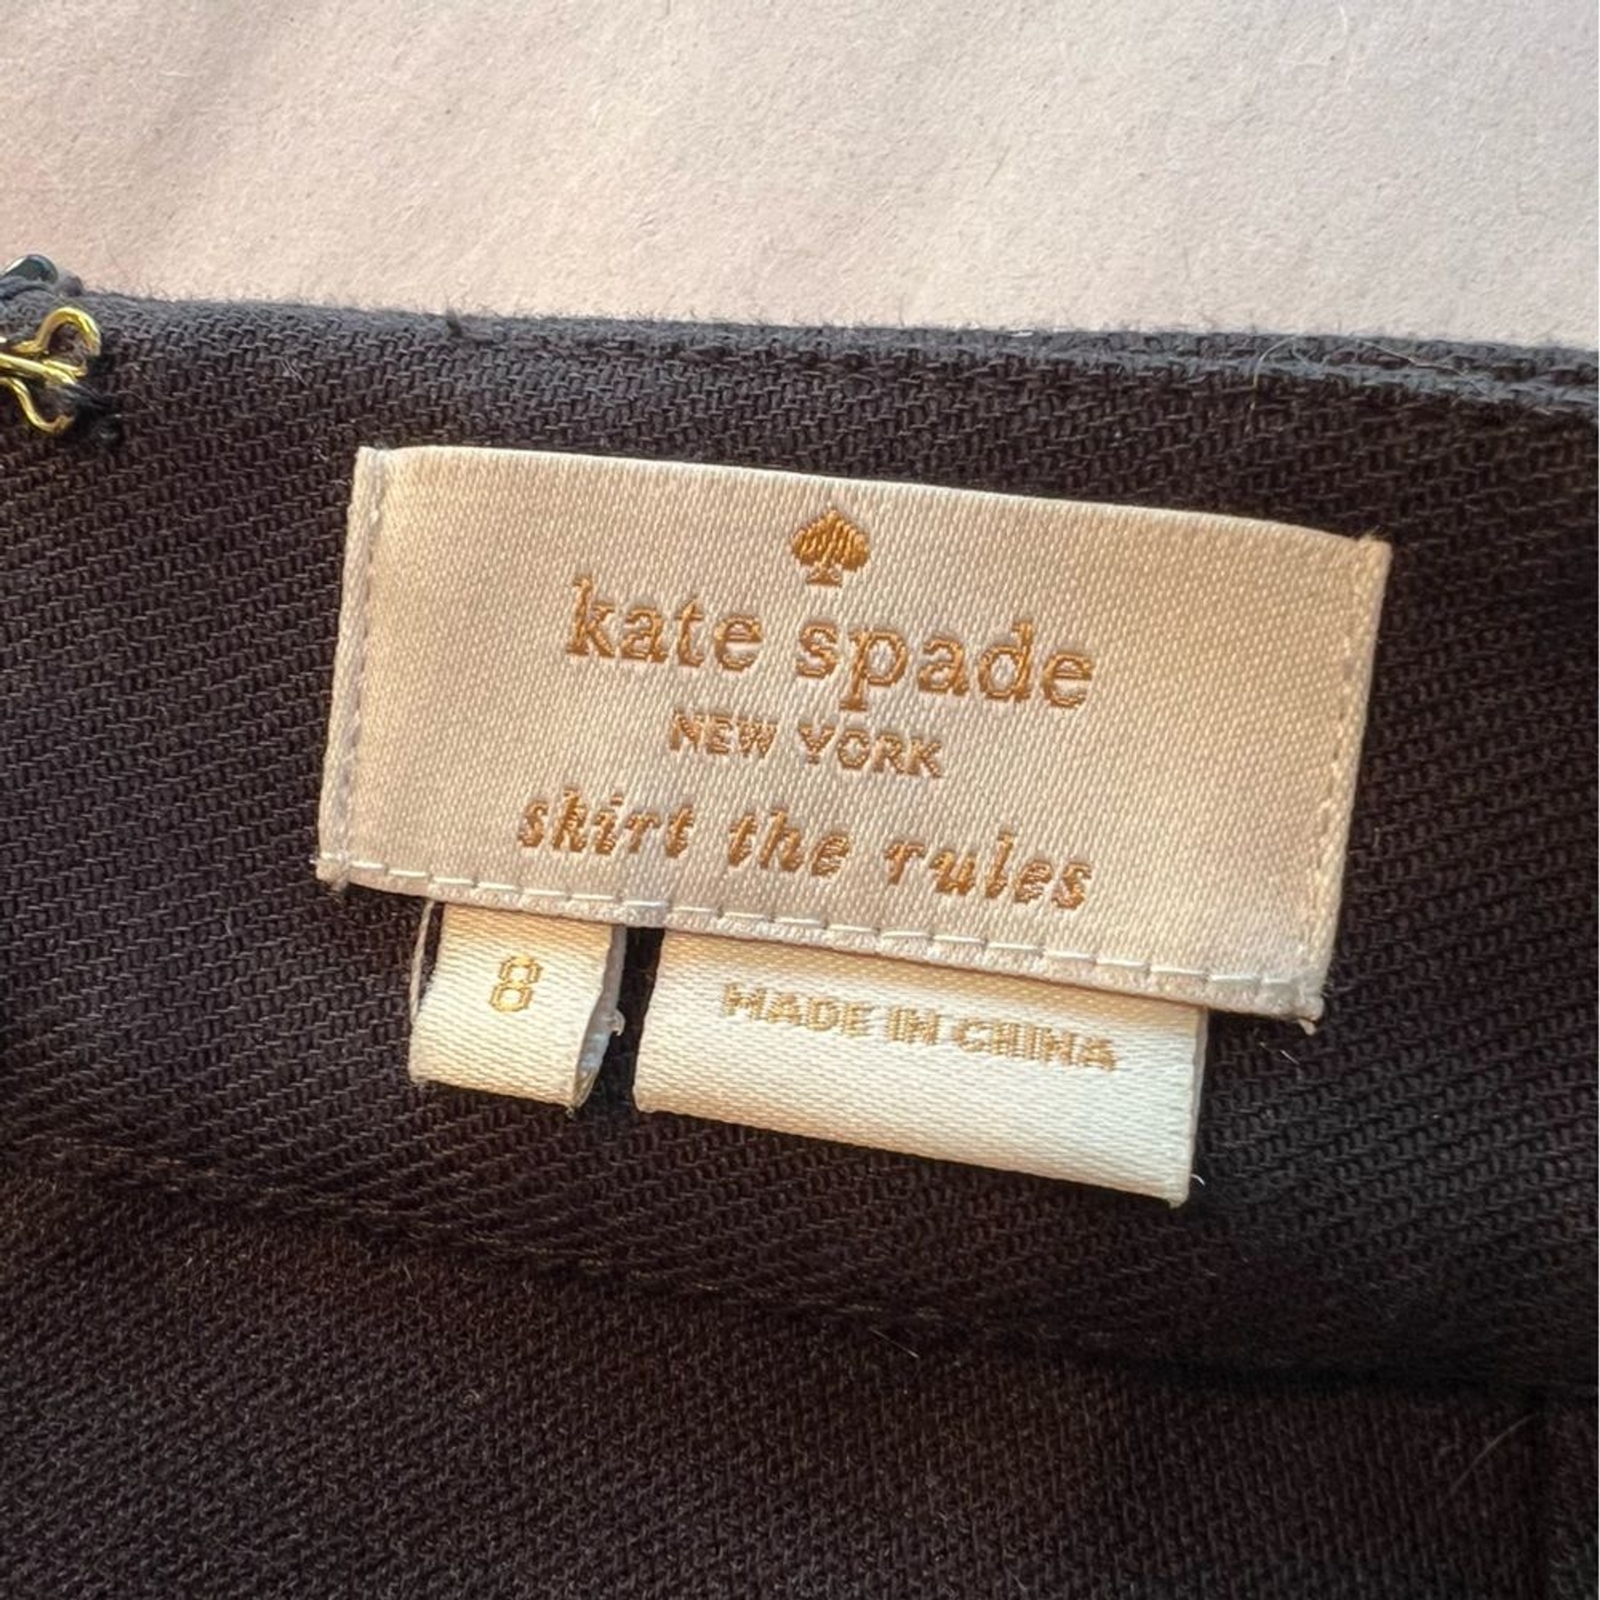 kate spade
NEW YORK
skirt the rules
8
MADE IN CHINA